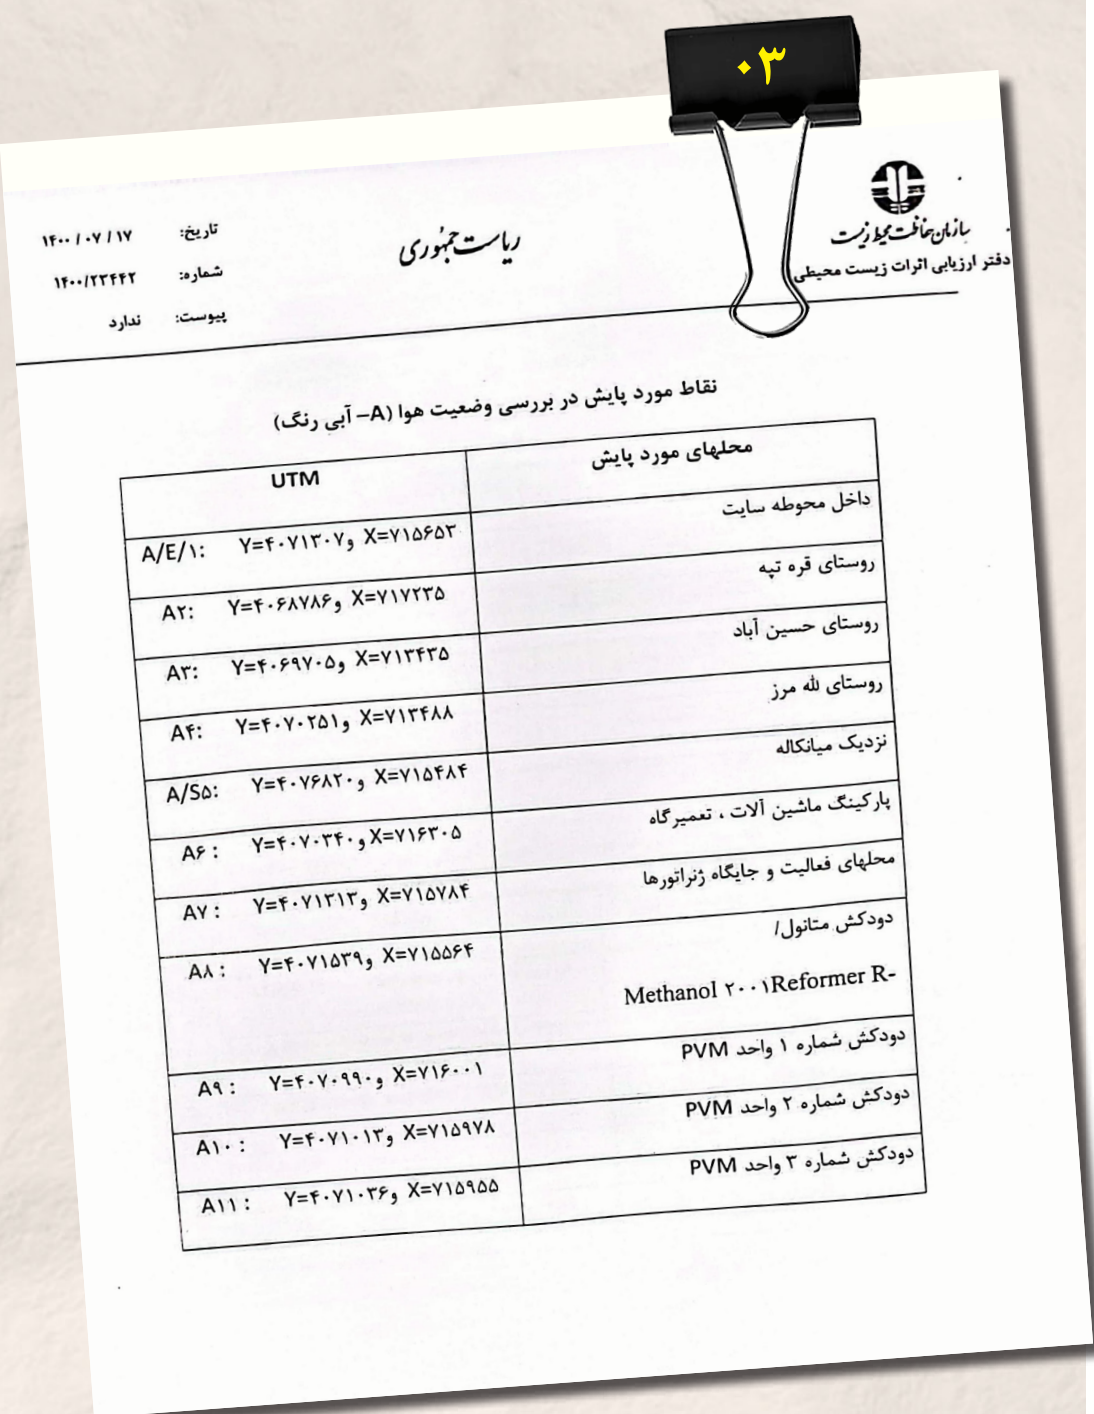 ۰۳
سازمان حفاظت محیط زیست
دفتر ارزیابی اثرات زیست محیطی
ریاست جمهوری
تاریخ: ۱۴۰۰/۰۷/۱۷
شماره: ۱۴۰۰/۲۳۴۴۲
پیوست: ندارد
نقاط مورد پایش در بررسی وضعیت هوا (A– آبی رنگ)
محلهای مورد پایش UTM
داخل محوطه سایت A/E/۱: Y=۴۰۷۱۳۰۷و X=۷۱۵۶۵۳
روستای قره تپه A۲: Y=۴۰۶۸۷۸۶و X=۷۱۷۲۳۵
روستای حسین آباد A۳: Y=۴۰۶۹۷۰۵و X=۷۱۳۴۳۵
روستای لله مرز A۴: Y=۴۰۷۰۲۵۱و X=۷۱۳۴۸۸
نزدیک میانکاله A/S۵: Y=۴۰۷۶۸۲۰و X=۷۱۵۴۸۴
پارکینگ ماشین آلات ، تعمیرگاه A۶ : Y=۴۰۷۰۳۴۰و X=۷۱۶۳۰۵
محلهای فعالیت و جایگاه ژنراتورها A۷ : Y=۴۰۷۱۳۱۳و X=۷۱۵۷۸۴
دودکش متانول/ A۸ : Y=۴۰۷۱۵۳۹و X=۷۱۵۵۶۴
Methanol ۲۰۰۱Reformer R-
دودکش شماره ۱ واحد PVM A۹ : Y=۴۰۷۰۹۹۰و X=۷۱۶۰۰۱
دودکش شماره ۲ واحد PVM A۱۰ : Y=۴۰۷۱۰۱۳و X=۷۱۵۹۷۸
دودکش شماره ۳ واحد PVM A۱۱ : Y=۴۰۷۱۰۳۶و X=۷۱۵۹۵۵